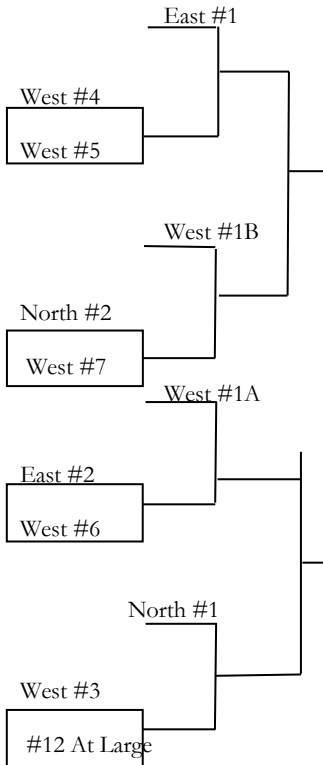 East #1
West #4
West #5
West #1B
North #2
West #7
West #1A
East #2
West #6
North #1
West #3
#12 At Large